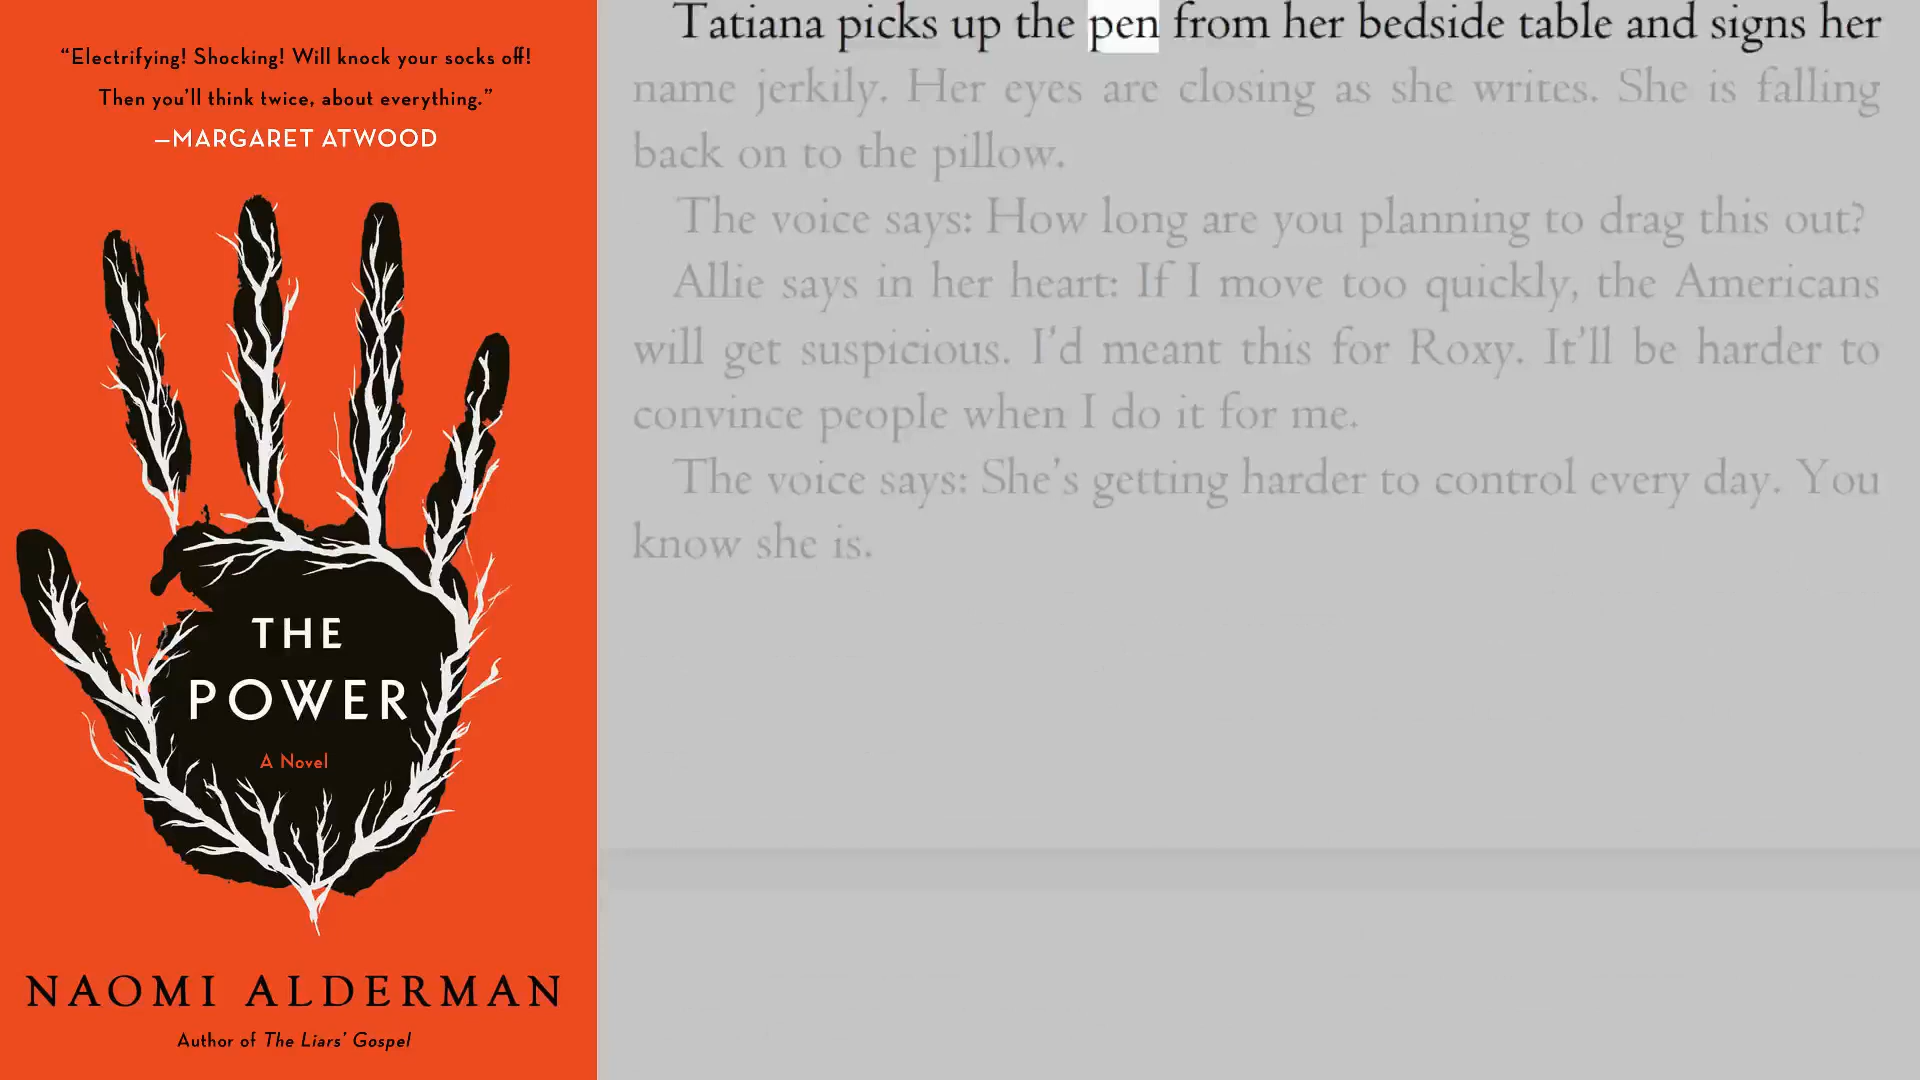 “Electrifying! Shocking! Will knock your socks off!
Then you’ll think twice, about everything.”
—MARGARET ATWOOD
THE
POWER
A Novel
NAOMI ALDERMAN
Author of The Liars’ Gospel
Tatiana picks up the pen from her bedside table and signs her
name jerkily. Her eyes are closing as she writes. She is falling
back on to the pillow.
The voice says: How long are you planning to drag this out?
Allie says in her heart: If I move too quickly, the Americans
will get suspicious. I’d meant this for Roxy. It’ll be harder to
convince people when I do it for me.
The voice says: She’s getting harder to control every day. You
know she is.